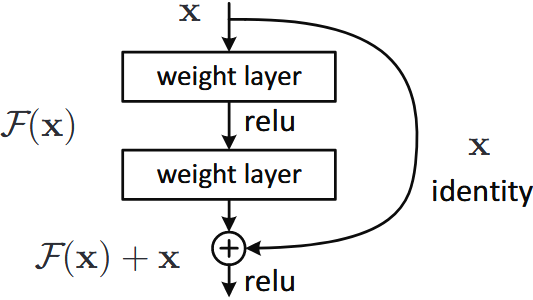 x
weight layer
relu
F(x)
x
weight layer
identity
F(x) + x
relu